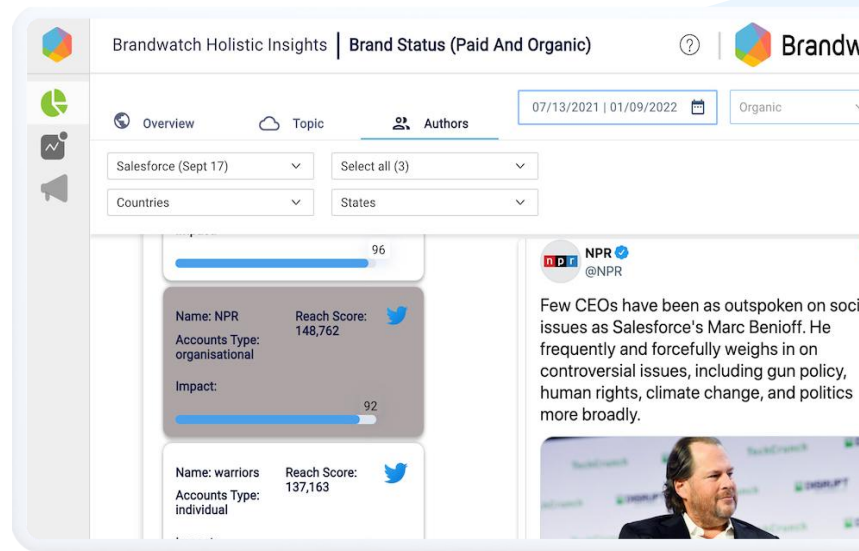 Brandwatch Holistic Insights | Brand Status (Paid And Organic)
?
Brandw
Overview
Topic
Authors
07/13/2021 | 01/09/2022
Organic
Salesforce (Sept 17)
Select all (3)
Countries
States
96
Name: NPR
Reach Score:
148,762
Accounts Type:
organisational
Impact:
92
Name: warriors
Reach Score:
137,163
Accounts Type:
individual
npr
NPR
@NPR
Few CEOs have been as outspoken on soci
issues as Salesforce's Marc Benioff. He
frequently and forcefully weighs in on
controversial issues, including gun policy,
human rights, climate change, and politics
more broadly.
TechCrunch
TechCrunch
DISRUPT